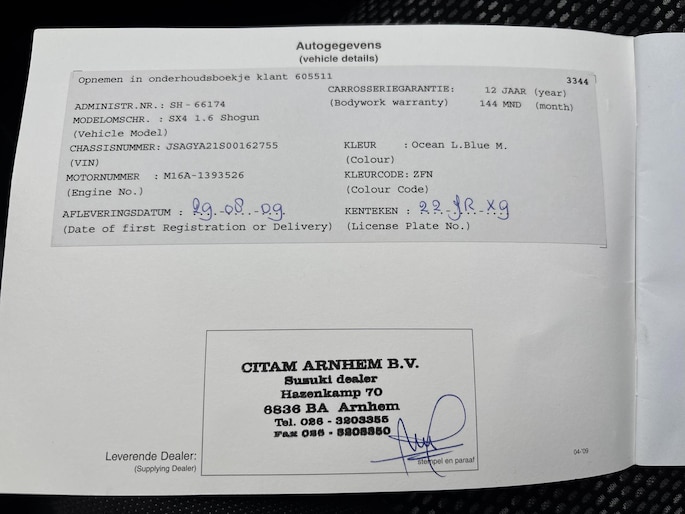 Autogegevens
(vehicle details)
Opnemen in onderhoudsboekje klant 605511
3344
CARROSSERIEGARANTIE: 12 JAAR (year)
ADMINISTR.NR.: SH-66174 (Bodywork warranty) 144 MND (month)
MODELOMSCHR. : SX4 1.6 Shogun
(Vehicle Model)
CHASSISNUMMER: JSAGYA21S00162755 KLEUR : Ocean L.Blue M.
(VIN) (Colour)
MOTORNUMMER : M16A-1393526 KLEURCODE: ZFN
(Engine No.) (Colour Code)
AFLEVERINGSDATUM : 29-08-09 KENTEKEN : 22-JR-XG
(Date of first Registration or Delivery) (License Plate No.)
CITAM ARNHEM B.V.
Suzuki dealer
Hazenkamp 70
6836 BA Arnhem
Tel. 026 - 3203355
Fax 026 - 3203350
Leverende Dealer:
(Supplying Dealer)
stempel en paraaf
04-'09